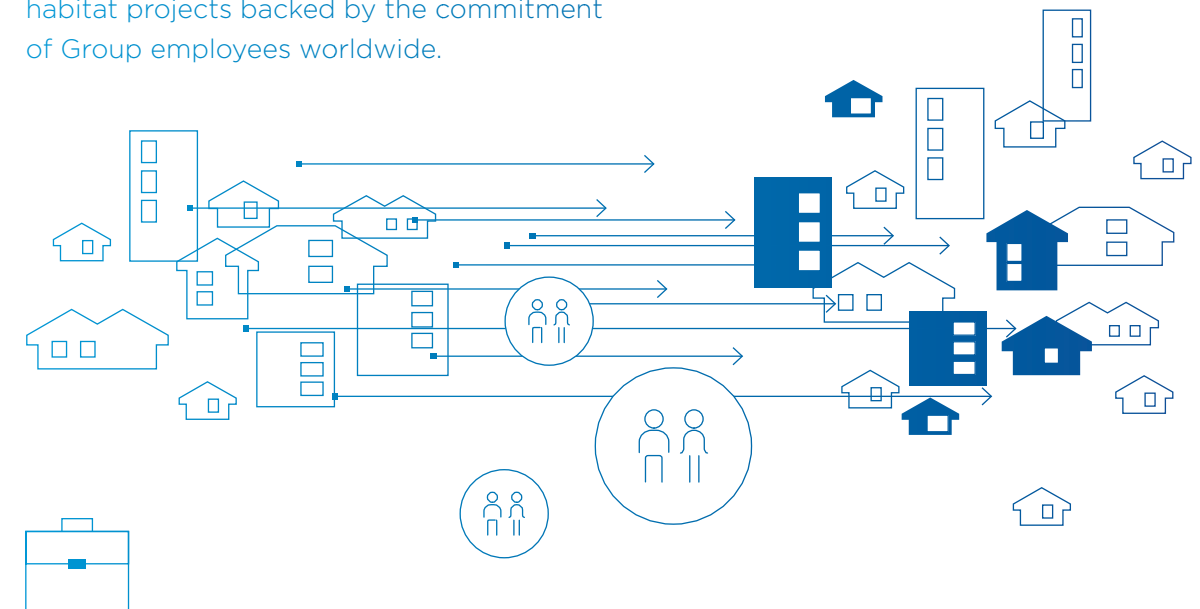 habitat projects backed by the commitment
of Group employees worldwide.